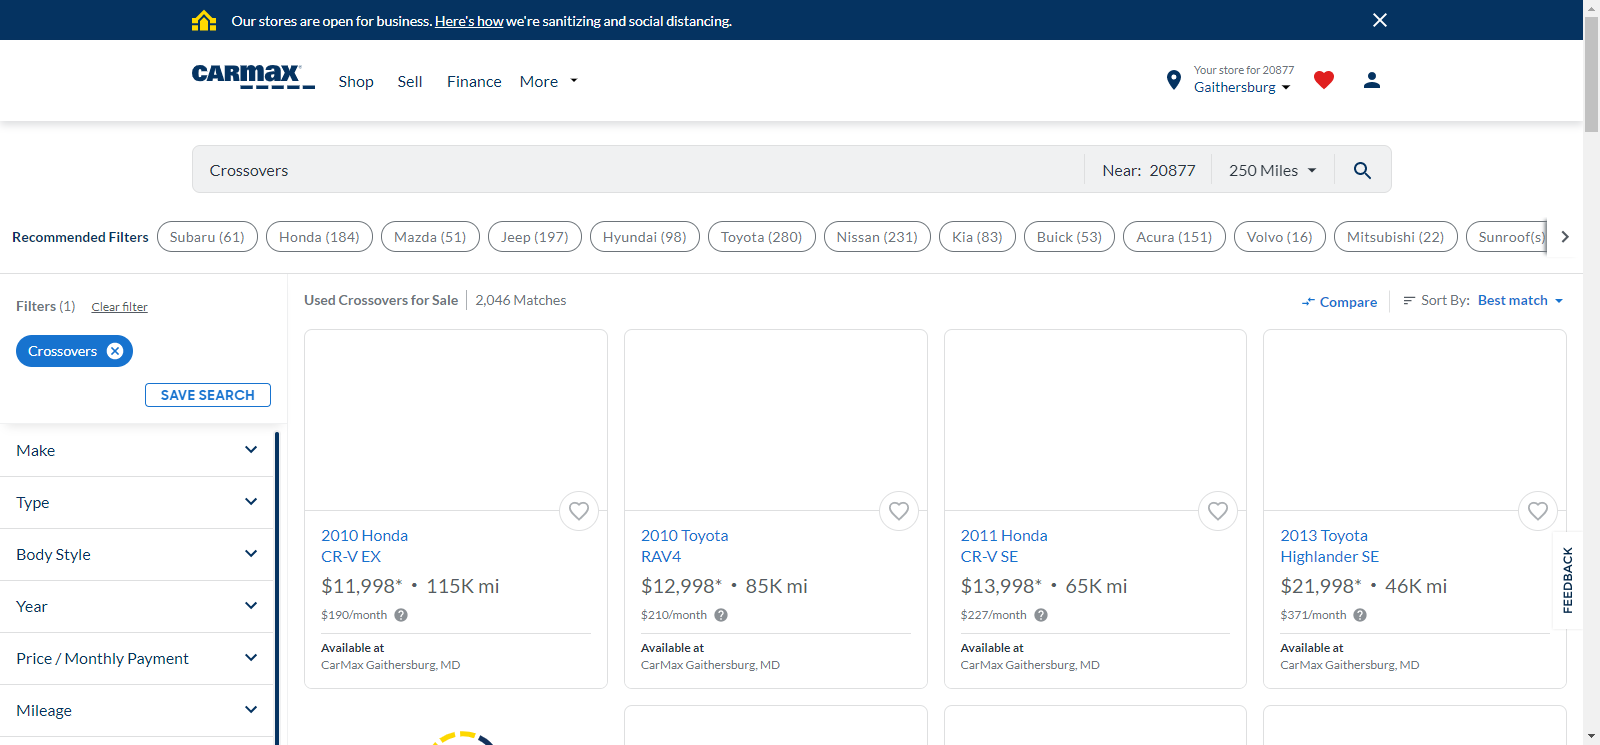 Our stores are open for business. Here's how we're sanitizing and social distancing.
CARMAX
Shop
Sell
Finance
More
Your store for 20877
Gaithersburg
Crossovers
Near: 20877
250 Miles
Recommended Filters
Subaru (61)
Honda (184)
Mazda (51)
Jeep (197)
Hyundai (98)
Toyota (280)
Nissan (231)
Kia (83)
Buick (53)
Acura (151)
Volvo (16)
Mitsubishi (22)
Sunroof(s)
Filters (1)
Clear filter
Crossovers
SAVE SEARCH
Make
Type
Body Style
Year
Price / Monthly Payment
Mileage
Used Crossovers for Sale
2,046 Matches
Compare
Sort By: Best match
2010 Honda
CR-V EX
$11,998* • 115K mi
$190/month
Available at
CarMax Gaithersburg, MD
2010 Toyota
RAV4
$12,998* • 85K mi
$210/month
Available at
CarMax Gaithersburg, MD
2011 Honda
CR-V SE
$13,998* • 65K mi
$227/month
Available at
CarMax Gaithersburg, MD
2013 Toyota
Highlander SE
$21,998* • 46K mi
$371/month
Available at
CarMax Gaithersburg, MD
FEEDBACK